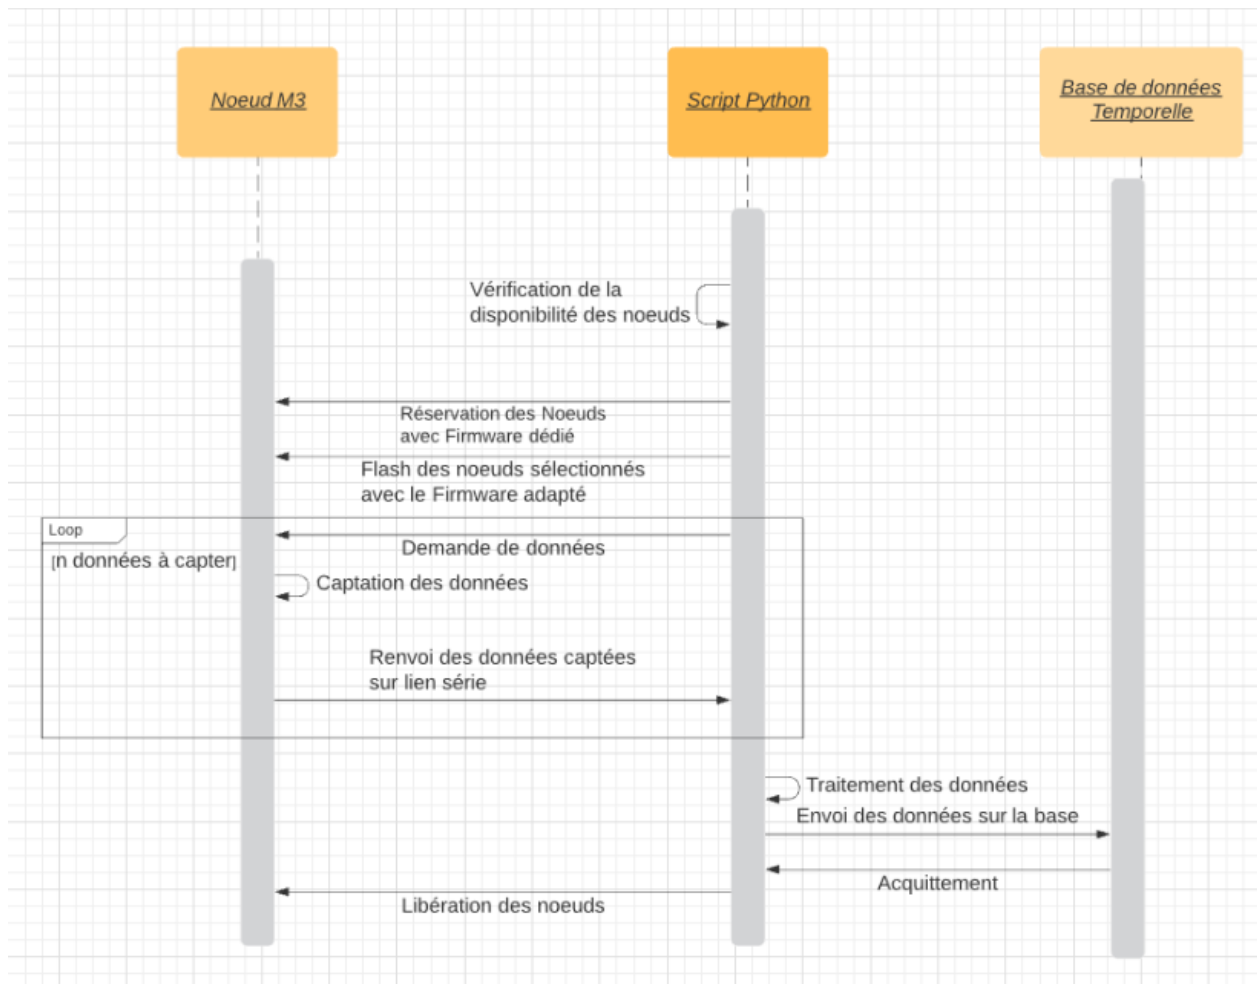 Noeud M3
Script Python
Base de données
Temporelle
Vérification de la
disponibilité des noeuds
Réservation des Noeuds
avec Firmware dédié
Flash des noeuds sélectionnés
avec le Firmware adapté
Loop
[n données à capter]
Demande de données
Captation des données
Renvoi des données captées
sur lien série
Traitement des données
Envoi des données sur la base
Acquittement
Libération des noeuds